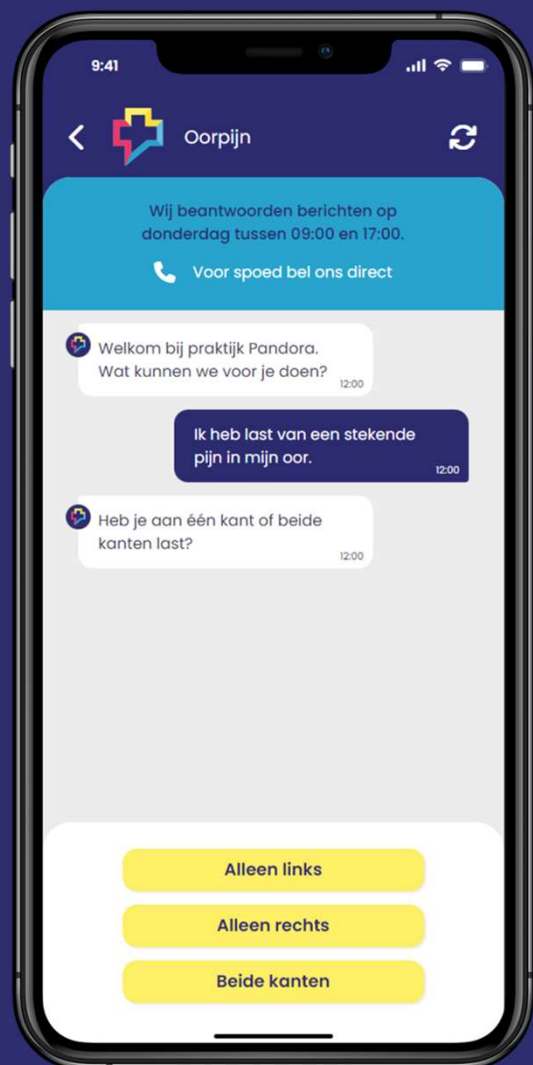 9:41
Oorpijn
Wij beantwoorden berichten op
donderdag tussen 09:00 en 17:00.
Voor spoed bel ons direct
Welkom bij praktijk Pandora.
Wat kunnen we voor je doen?
12:00
Ik heb last van een stekende
pijn in mijn oor.
12:00
Heb je aan één kant of beide
kanten last?
12:00
Alleen links
Alleen rechts
Beide kanten